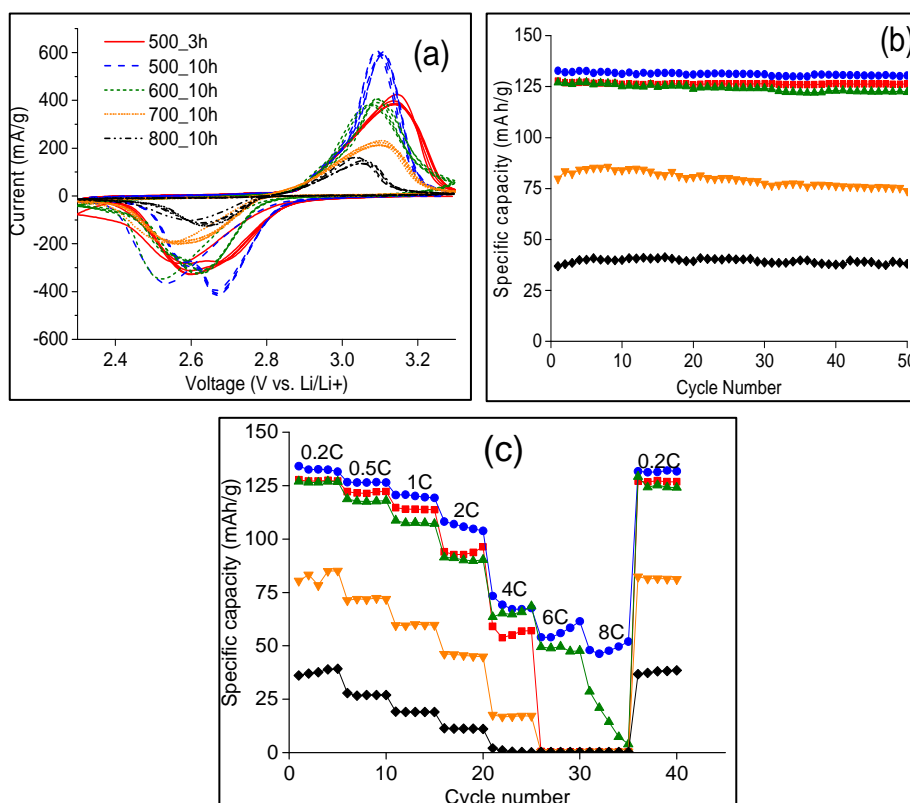 (a)
500_3h
500_10h
600_10h
700_10h
800_10h
600
400
200
0
-200
-400
-600
Current (mA/g)
2.4 2.6 2.8 3.0 3.2
Voltage (V vs. Li/Li+)
(b)
150
125
100
75
50
25
0
Specific capacity (mAh/g)
0 10 20 30 40 50
Cycle Number
(c)
150
125
100
75
50
25
0
Specific capacity (mAh/g)
0.2C
0.5C
1C
2C
4C
6C
8C
0.2C
0 10 20 30 40
Cycle number